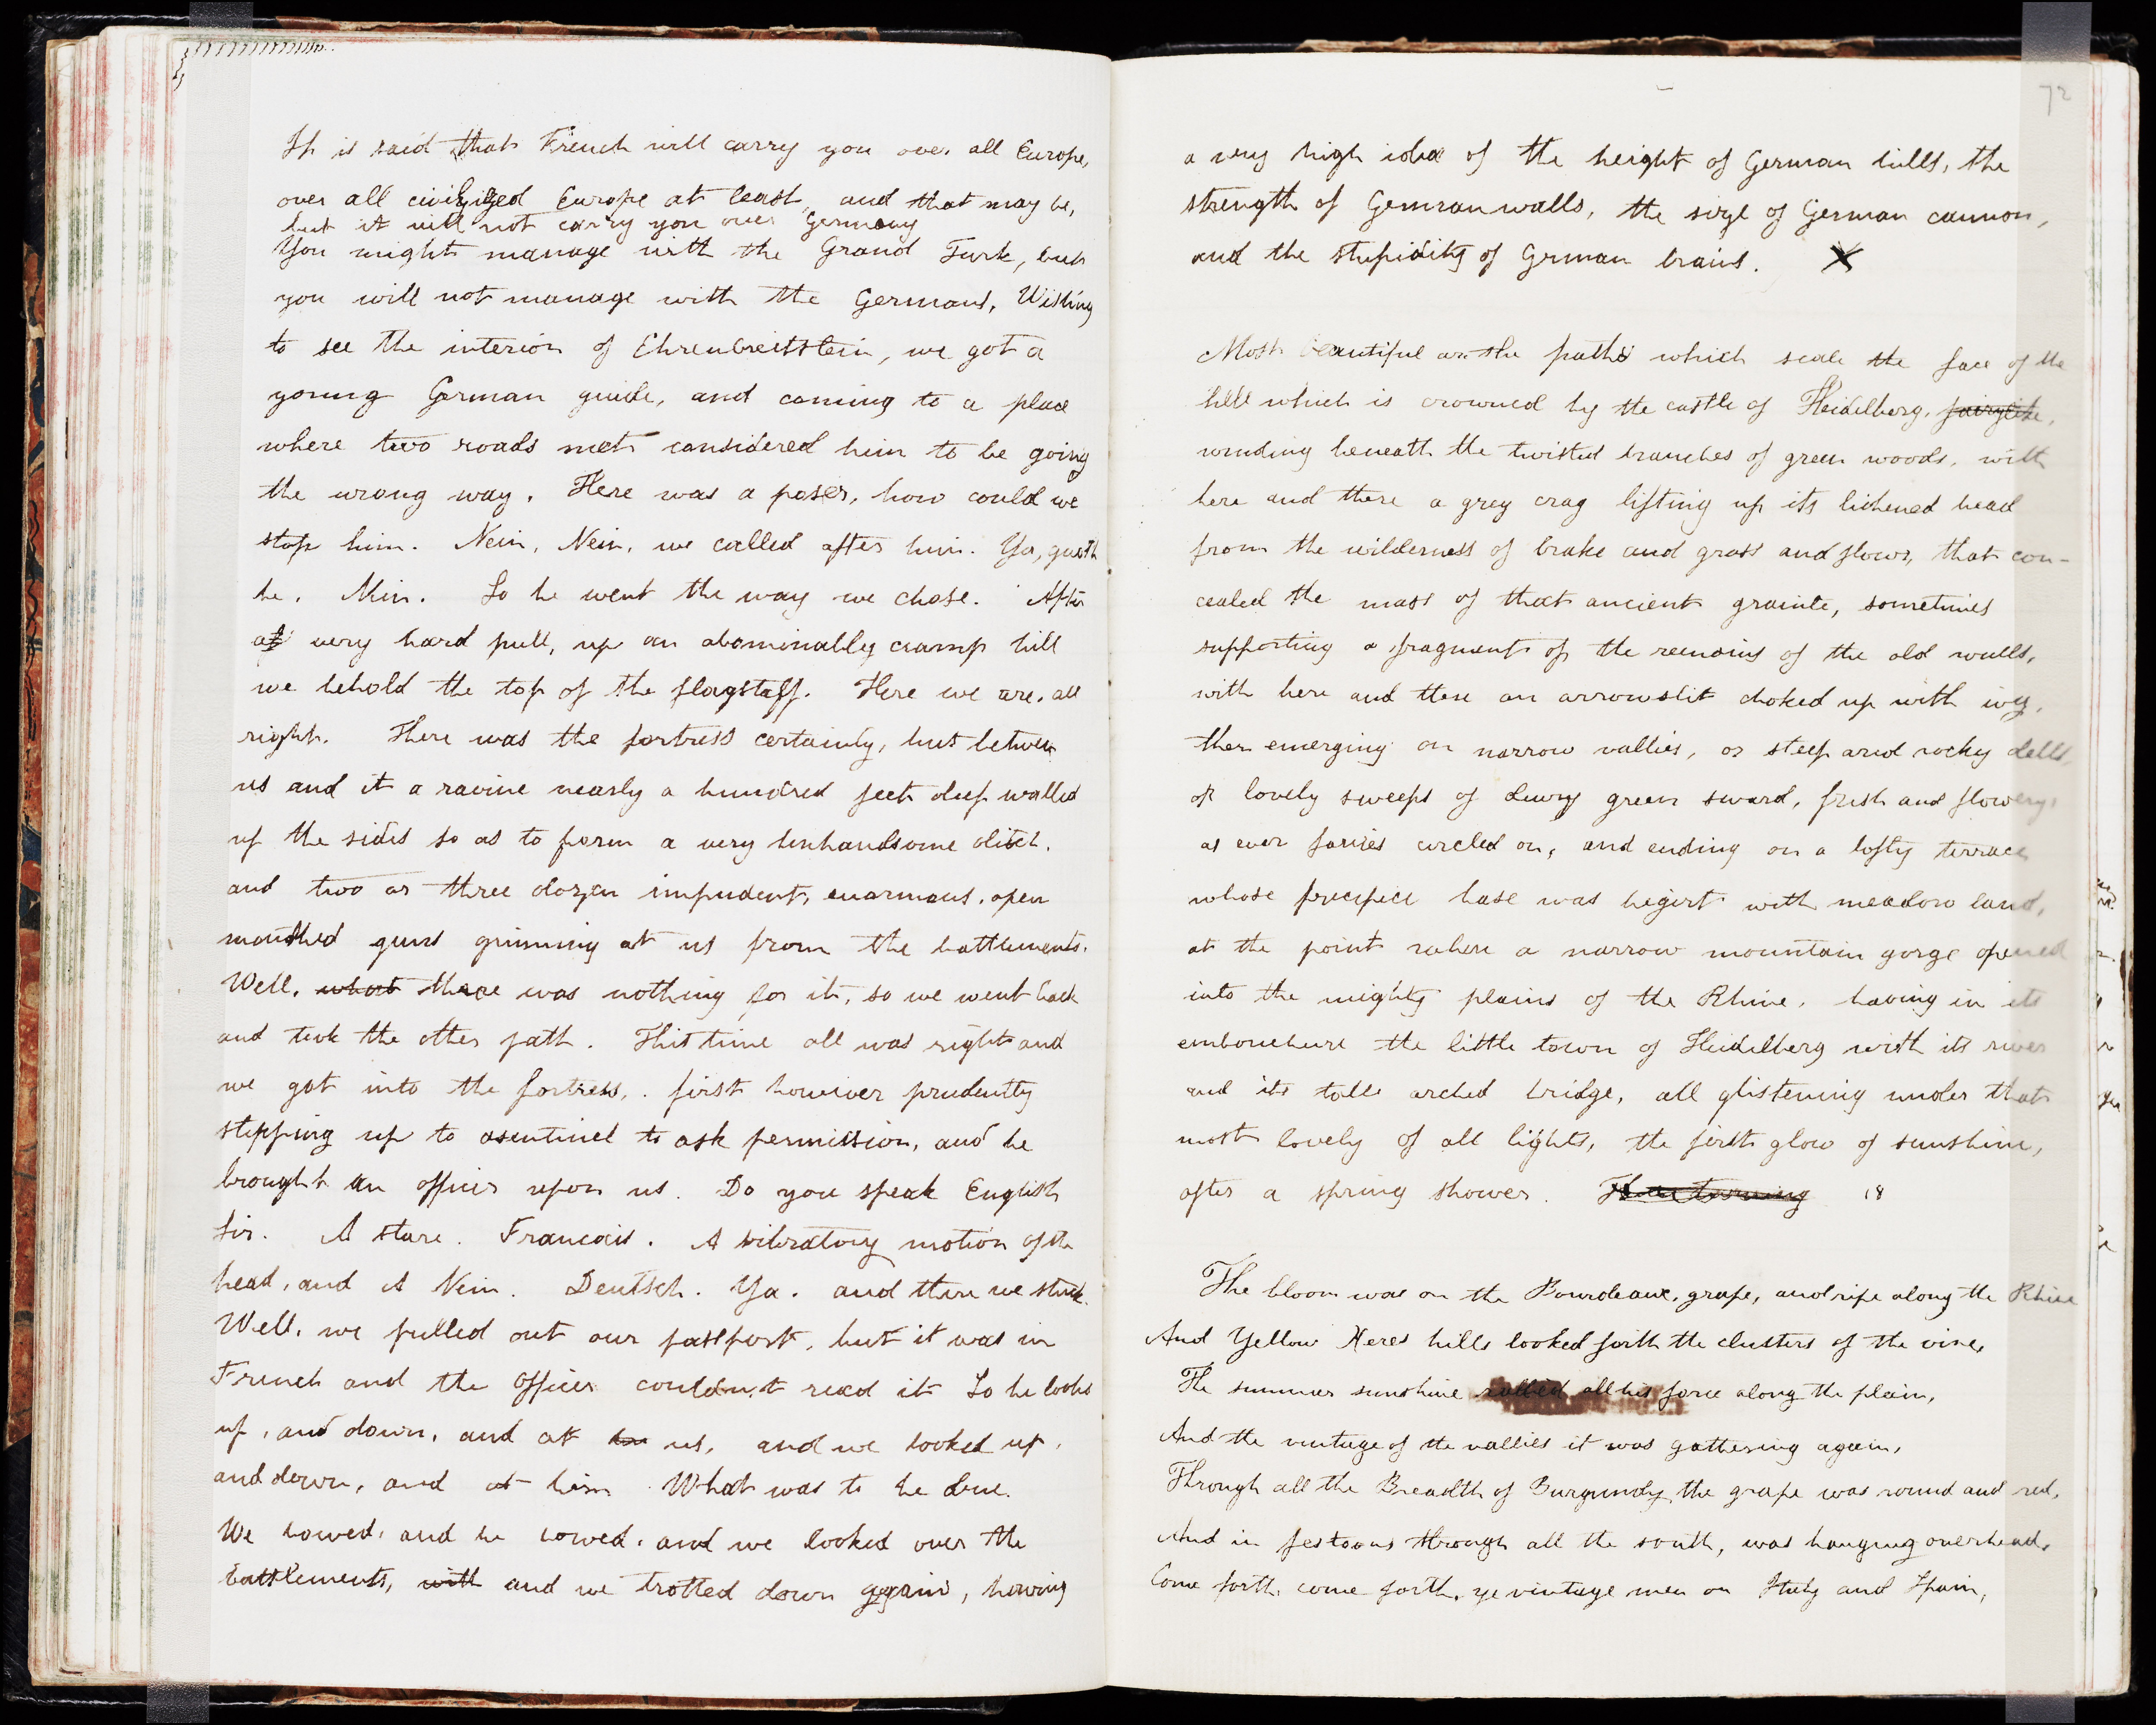 It is said that French will carry you over all Europe,
over all civilized Europe at least, and that may be,
but it will not carry you over Germany
You might manage with the Grand Turk, but
you will not manage with the Germans, Wishing
to see the interior of Ehrenbreitstein, we got a
young German guide, and coming to a place
where two roads met considered him to be going
the wrong way. Here was a poser, how could we
stop him. Nein, Nein, we called after him. Ya, quoth
he. Nein. So he went the way we chose. After
a very hard pull, up an abominably cramp hill
we behold the top of the flagstaff. Here we are, all
right. There was the fortress certainly, but between
us and it a ravine nearly a hundred feet deep walled
up the sides so as to form a very unhandsome ditch.
and two or three dozen impudent, enormous, open
mouthed guns grinning at us from the battlements.
Well, what there was nothing for it, so we went back
and took the other path. This time all was right and
we got into the fortress, first however prudently
stepping up to a sentinel to ask permission, and he
brought an officer upon us. Do you speak English
Sir. A stare. Francais. A vibratory motion of the
head, and A Nein. Deutsch. Ya. and there we stuck.
Well, we pulled out our passport, but it was in
French and the officer couldn't read it So he looks
up, and down, and at us, and we looked up,
and down, and at him What was to be done.
We bowed, and he bowed, and we looked over the
battlements, with and we trotted down again, having
72
a very high idea of the height of German hills, the
strength of German walls, the size of German cannon,
and the stupidity of German brains. X
Most beautiful are the paths which scale the face of the
hill which is crowned by the castle of Heidelberg, fairylike,
winding beneath the twisted branches of green woods, with
here and there a grey crag lifting up its lichened head
from the wilderness of brake and grass and flowr, that con-
cealed the mass of that ancient grainte, sometimes
supporting a fragment of the remains of the old walls,
with here and there an arrowslit choked up with ivy,
then emerging on narrow vallies, or steep and rocky dells,
or lovely sweeps of dewy green sward, fresh and flowery,
as ever faries circled on, and ending on a lofty terrace
whose precipice base was begirt with meadow land,
at the point where a narrow mountain gorge opened
into the mighty plains of the Rhine, having in its
embouchure the little town of Heidelberg with its river
and its tall arched bridge, all glistening under that
most lovely of all lights, the first glow of sunshine,
after a spring shower. Then turning 18
The bloom was on the Bourdeaux, grape, and ripe along the Rhine
And Yellow Xeres hills looked forth the clusters of the vine,
The summer sunshine rallied all his force along the plain,
And the vintage of the vallies it was gathering again,
Through all the Breadth of Burgundy, the grape was round and red,
And in festoons through all the south, was hanging overhead,
Come forth, come forth, ye vintage men on Italy and Spain,